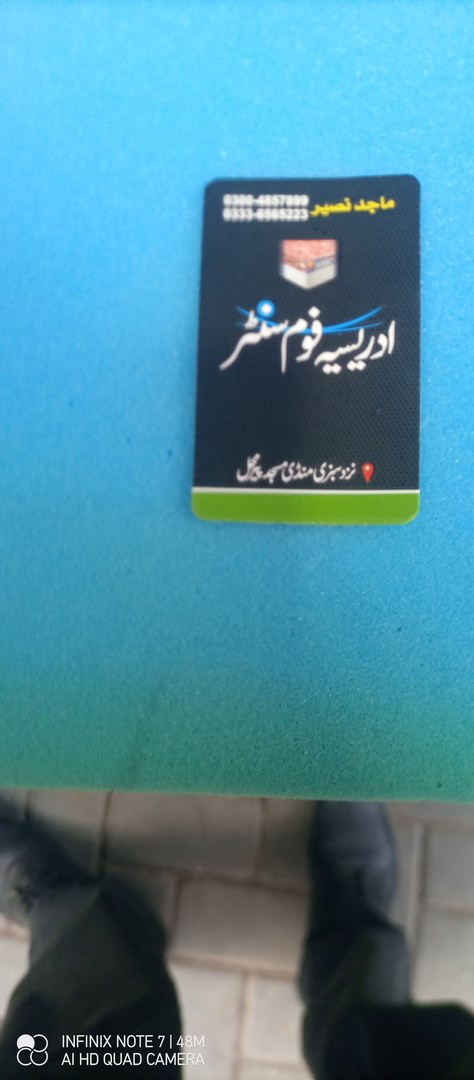 ماجد نصیر
0300-4857899
0333-6565223
ادریسیہ فوم سنٹر
نزد سبزی منڈی مسجد پیرمحل
INFINIX NOTE 7 | 48M
AI HD QUAD CAMERA